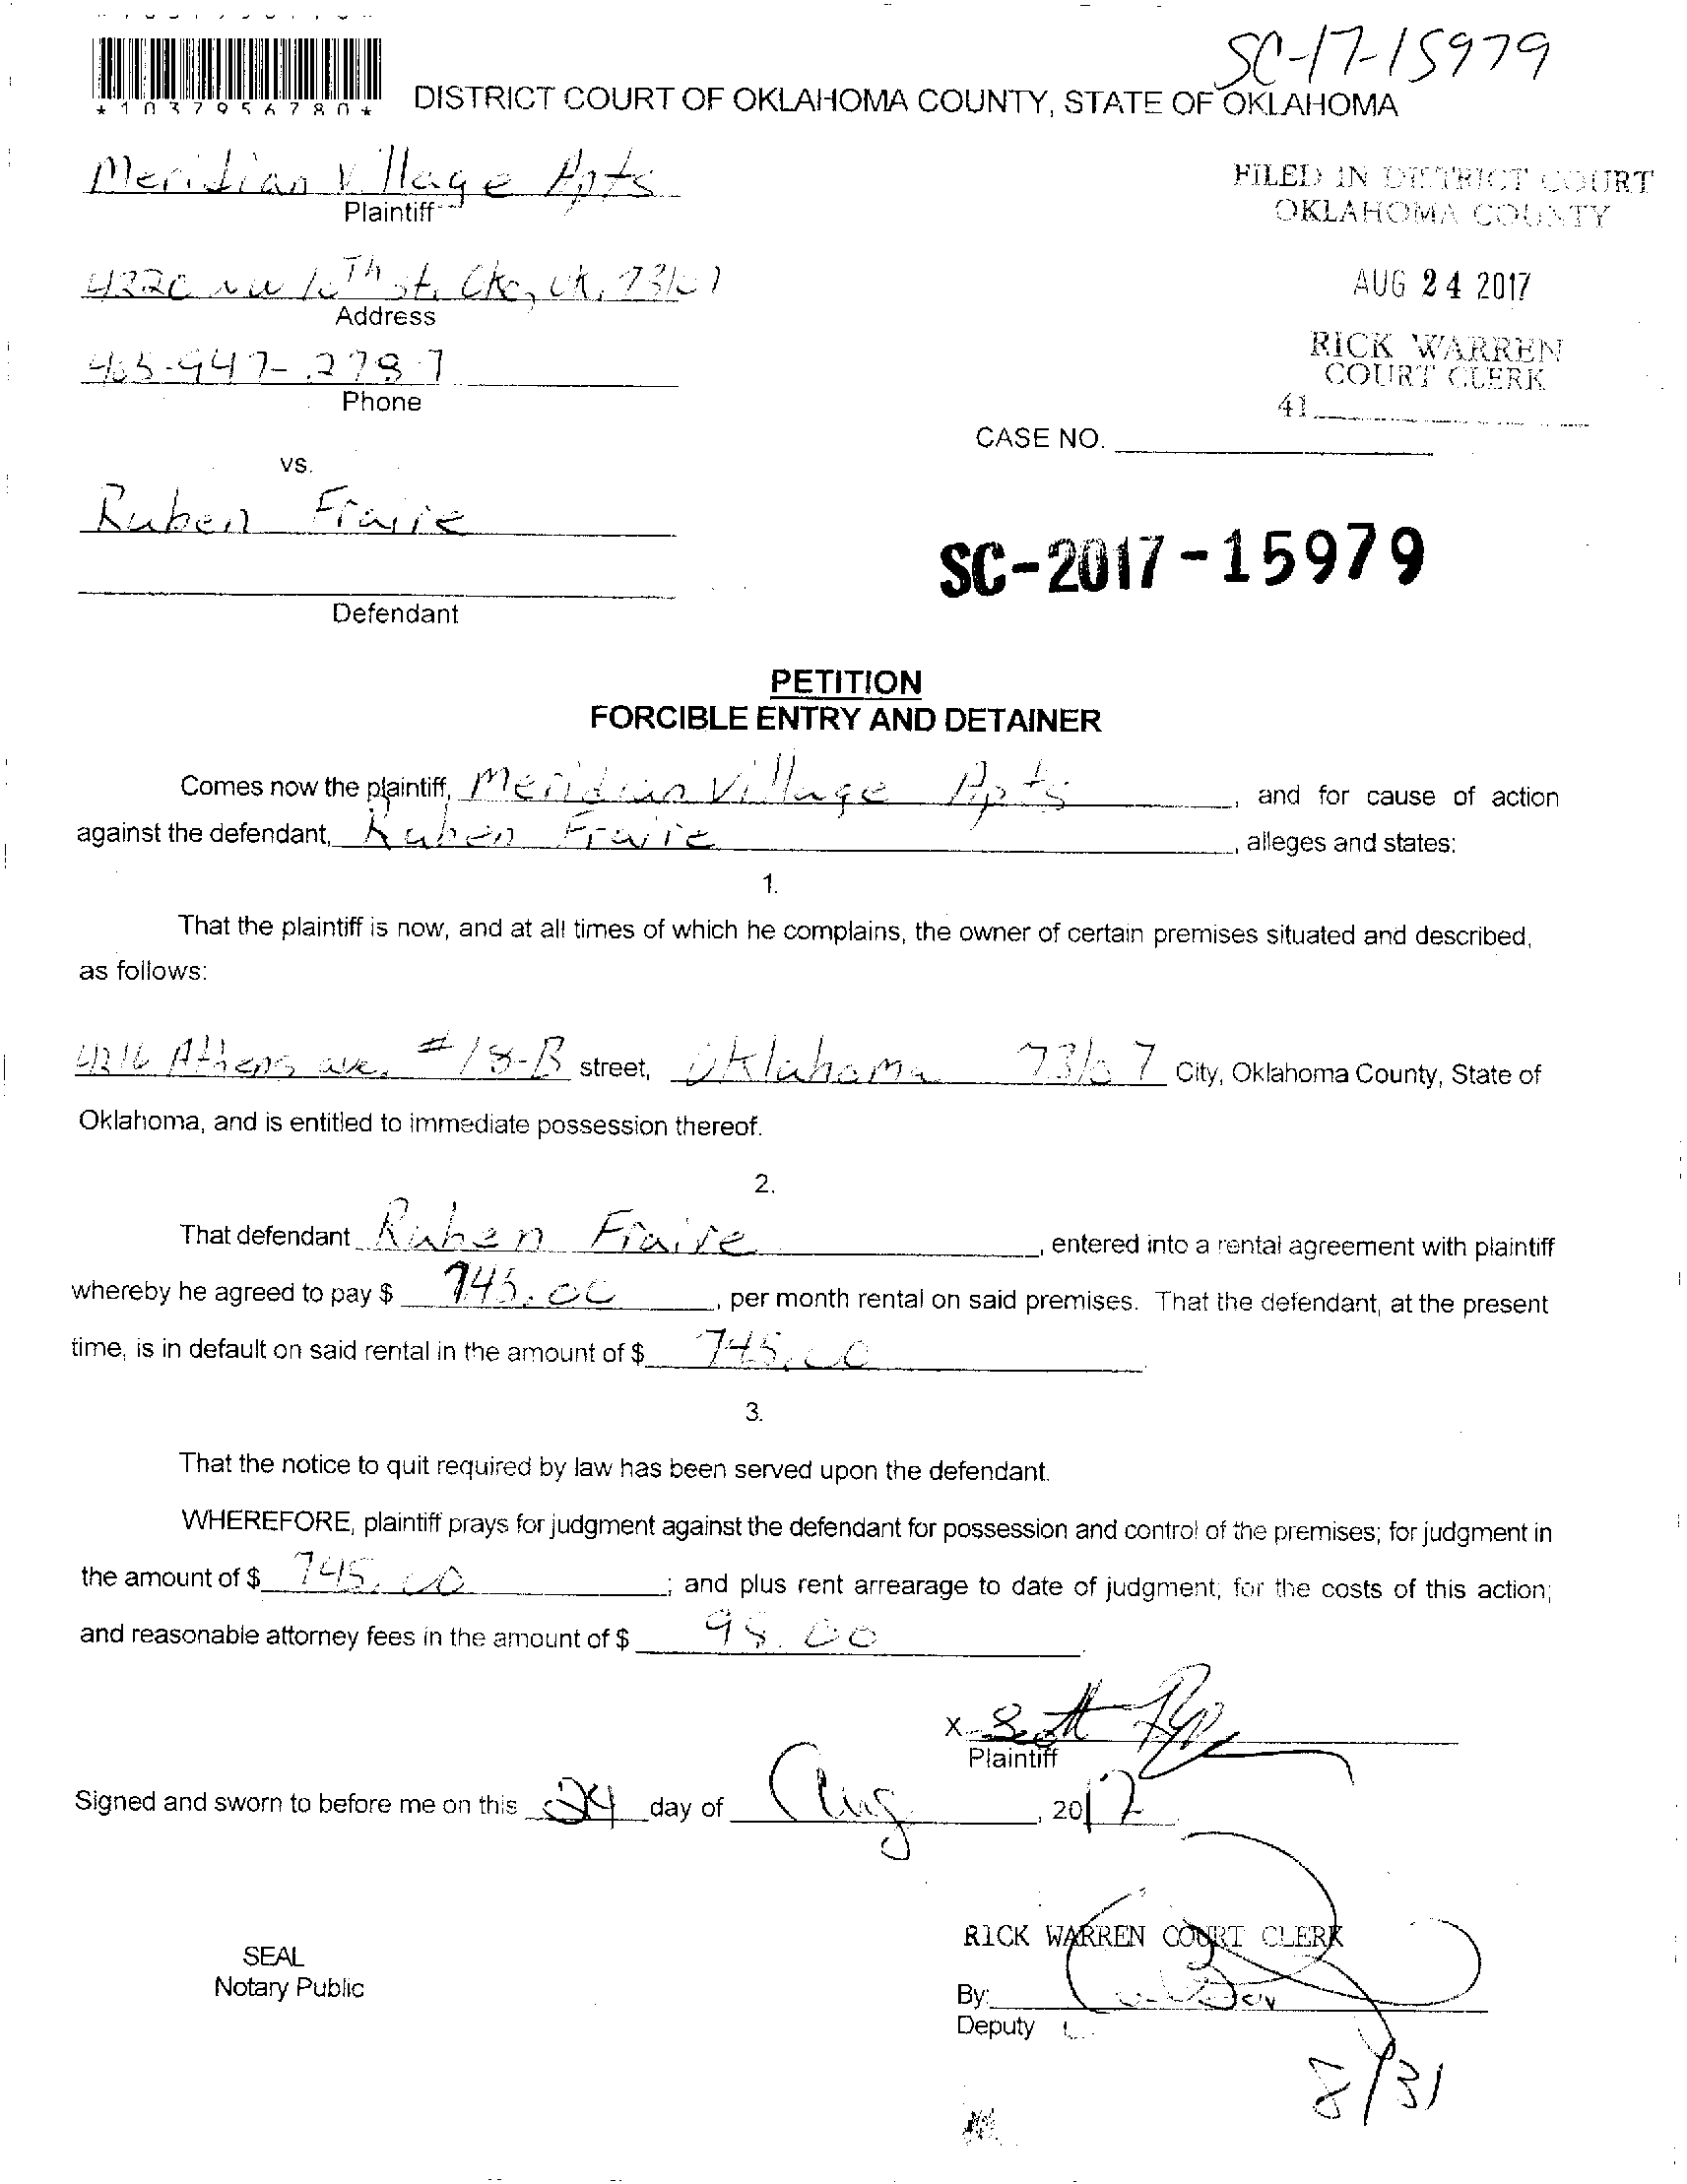 SC-17-15979
*1037956780*
DISTRICT COURT OF OKLAHOMA COUNTY, STATE OF OKLAHOMA
Meridian Village Apts
Plaintiff
FILED IN DISTRICT COURT
OKLAHOMA COUNTY
4220 NW 10Th st, Okc, Ok, 73107
Address
AUG 24 2017
405-947-2787
Phone
RICK WARREN
COURT CLERK
41
CASE NO.
vs.
Ruben Fraire
SC-2017-15979
Defendant
PETITION
FORCIBLE ENTRY AND DETAINER
Comes now the plaintiff, Meridian Village Apts, and for cause of action
against the defendant, Ruben Fraire, alleges and states:
1.
That the plaintiff is now, and at all times of which he complains, the owner of certain premises situated and described,
as follows:
4216 Athens ave. #18-B street, Oklahoma 73107 City, Oklahoma County, State of
Oklahoma, and is entitled to immediate possession thereof.
2.
That defendant Ruben Fraire, entered into a rental agreement with plaintiff
whereby he agreed to pay $ 745.00, per month rental on said premises. That the defendant, at the present
time, is in default on said rental in the amount of $ 745.00.
3.
That the notice to quit required by law has been served upon the defendant.
WHEREFORE, plaintiff prays for judgment against the defendant for possession and control of the premises; for judgment in
the amount of $ 745.00; and plus rent arrearage to date of judgment; for the costs of this action;
and reasonable attorney fees in the amount of $ 98.00.
X Scott
Plaintiff
Signed and sworn to before me on this 24 day of Aug, 2017
RICK WARREN COURT CLERK
SEAL
Notary Public
By:
Deputy
8/31